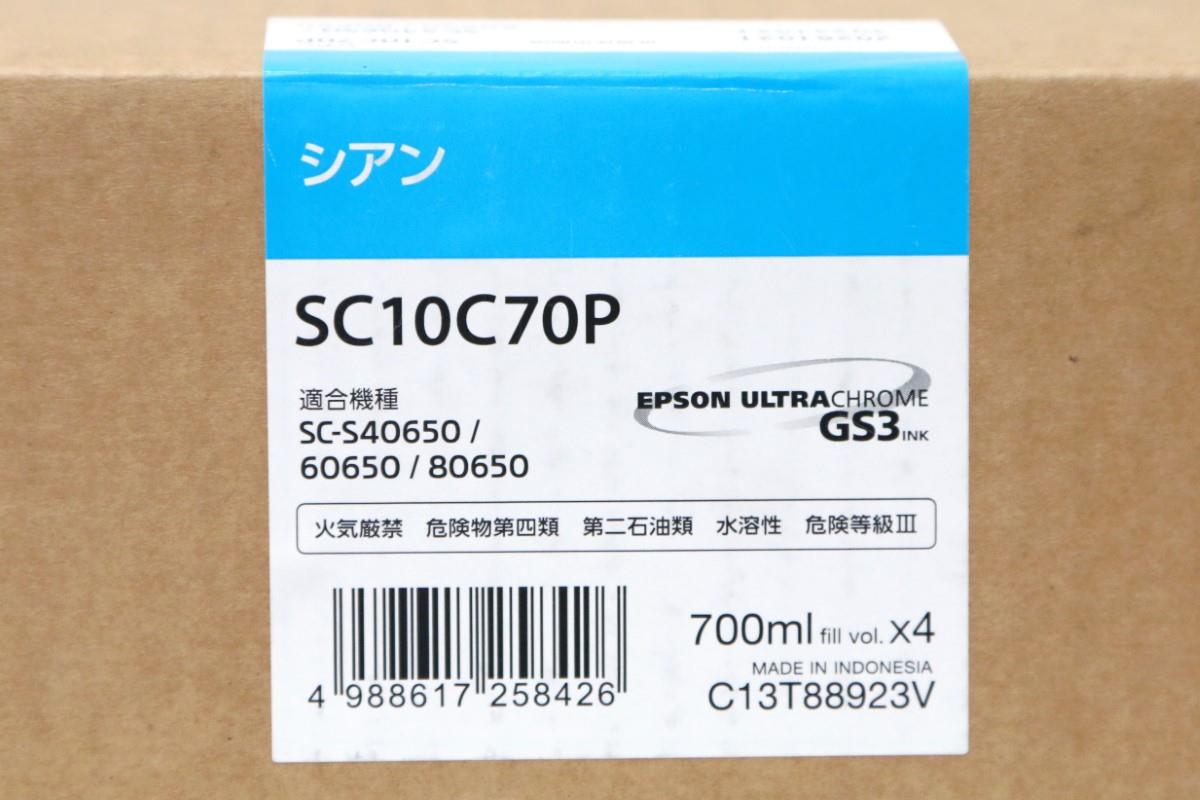 シアン
SC10C70P
適合機種
SC-S40650 /
60650 / 80650
EPSON ULTRACHROME
GS3 INK
火気厳禁 危険物第四類 第二石油類 水溶性 危険等級III
4 988617 258426
700ml fill vol. x4
MADE IN INDONESIA
C13T88923V